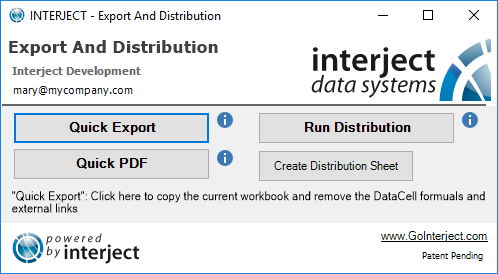 INTERJECT - Export And Distribution
Export And Distribution
Interject Development
mary@mycompany.com
interject
data systems
Quick Export
Run Distribution
Quick PDF
Create Distribution Sheet
"Quick Export": Click here to copy the current workbook and remove the DataCell formuals and
external links
powered
by interject
www.GoInterject.com
Patent Pending